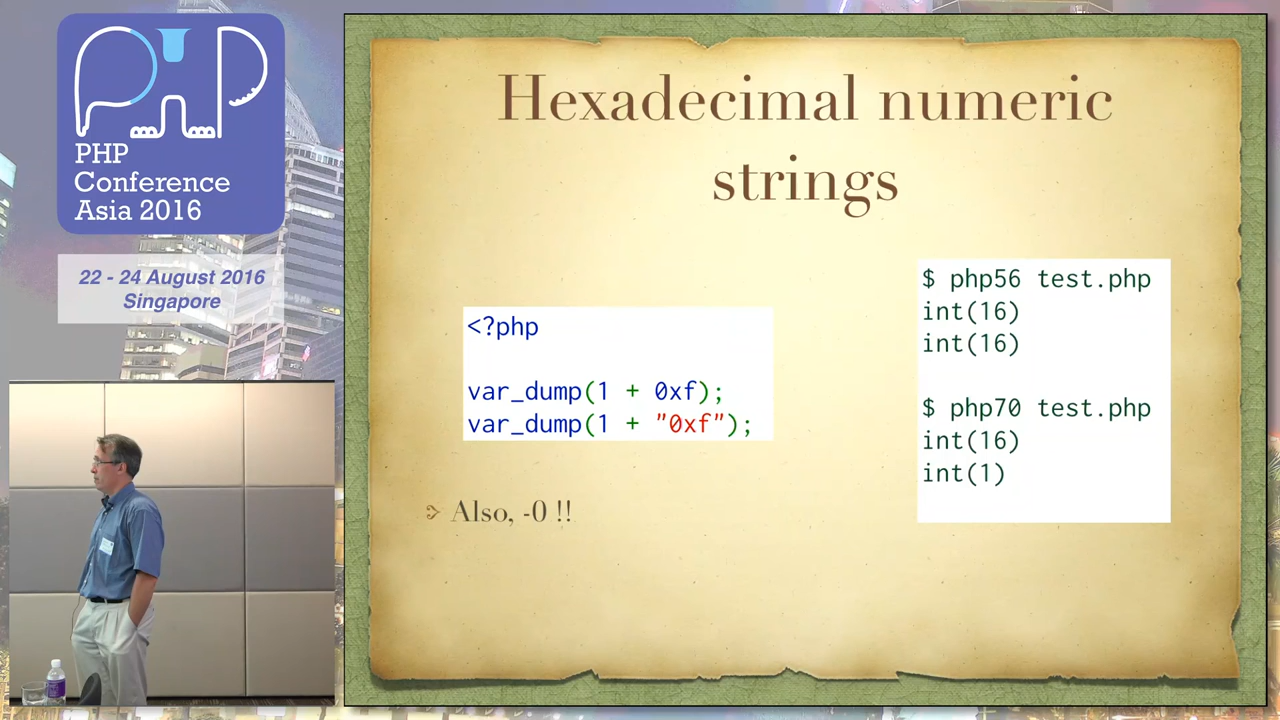 PHP
Conference
Asia 2016
22 - 24 August 2016
Singapore
Hexadecimal numeric
strings
<?php
var_dump(1 + 0xf);
var_dump(1 + "0xf");
Also, -0 !!
$ php56 test.php
int(16)
int(16)
$ php70 test.php
int(16)
int(1)